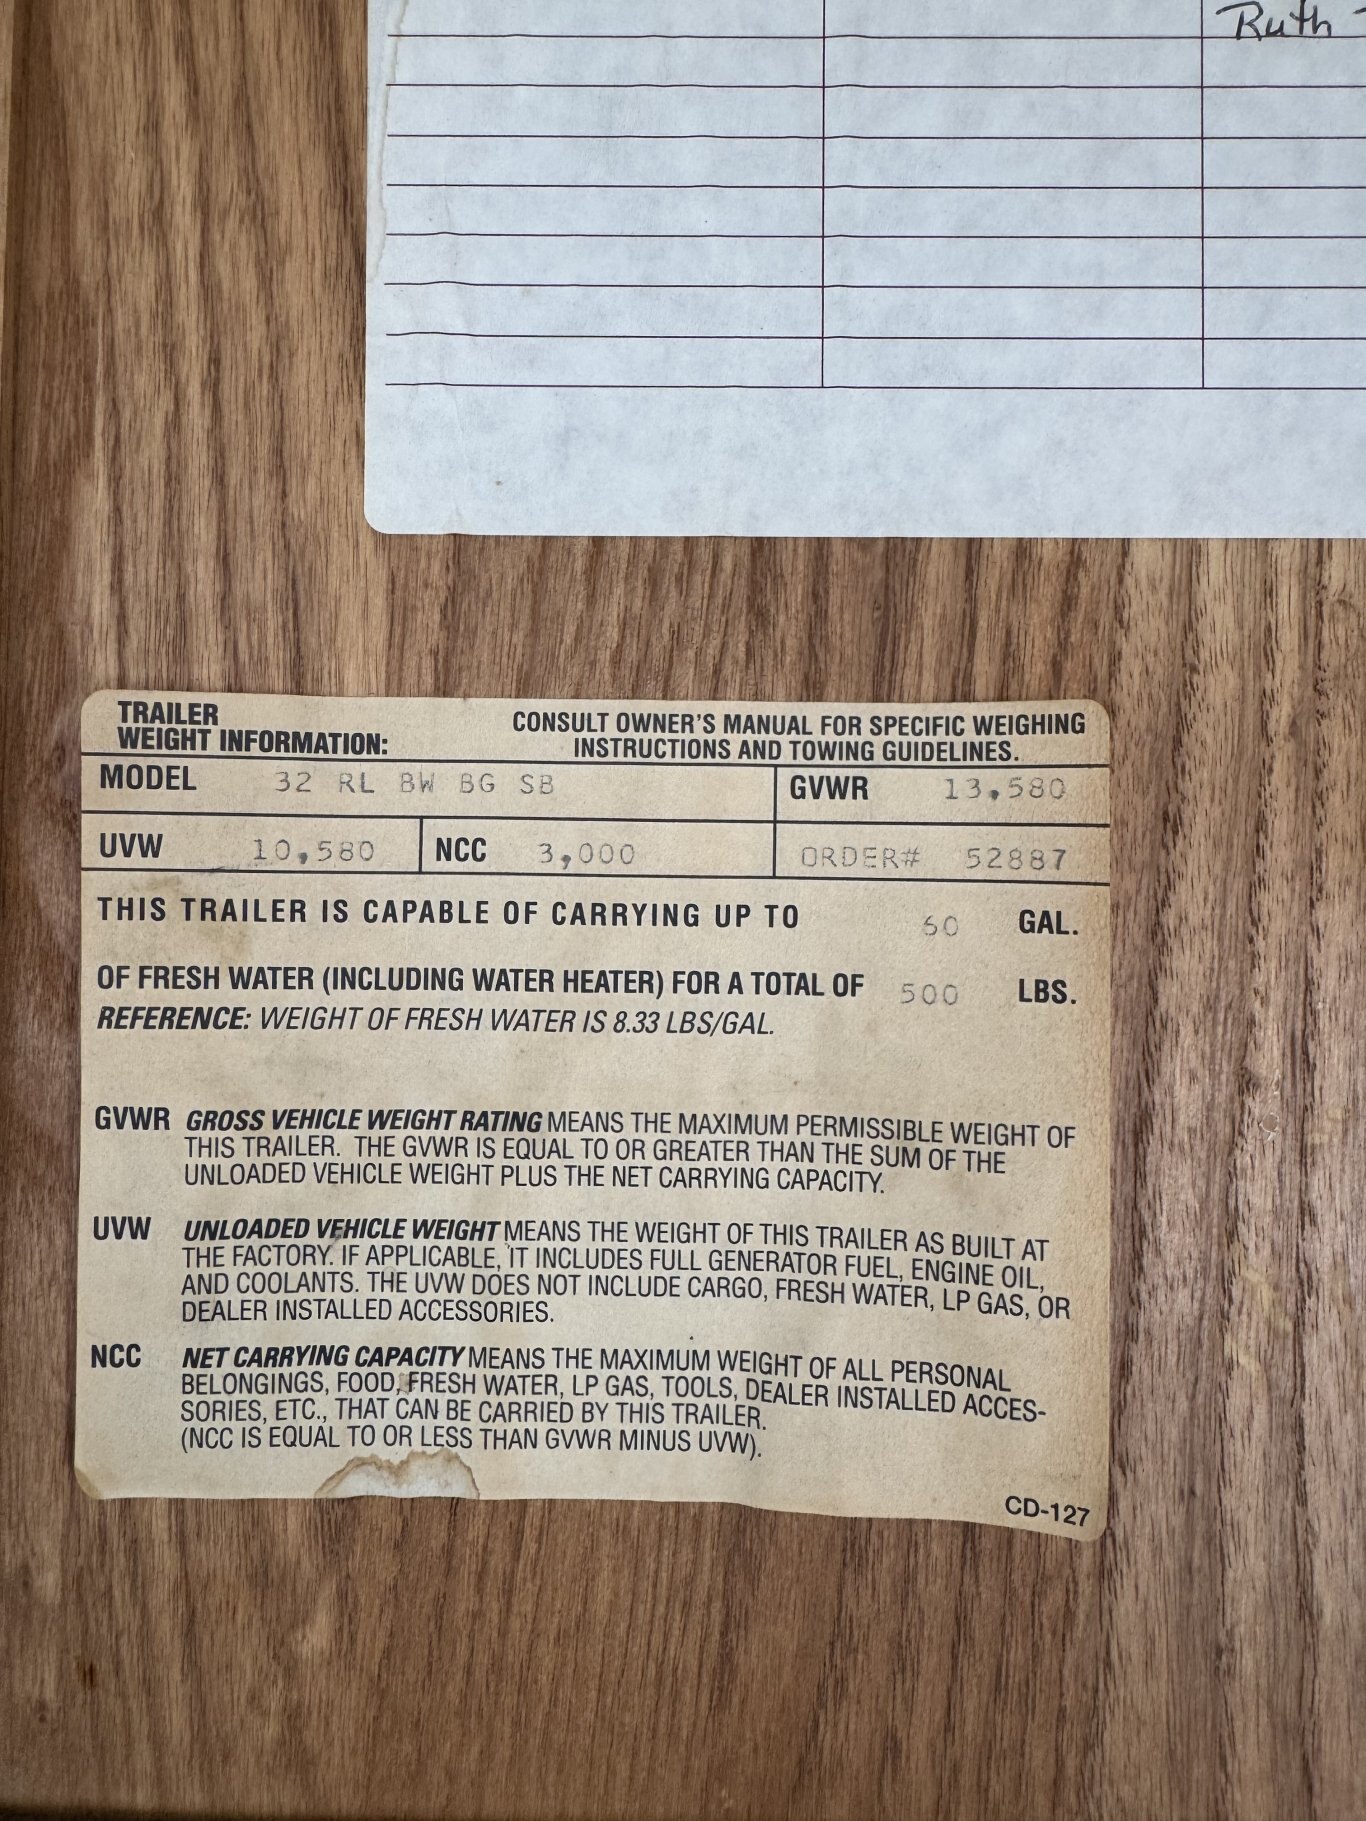 Ruth
TRAILER
WEIGHT INFORMATION:
CONSULT OWNER'S MANUAL FOR SPECIFIC WEIGHING
INSTRUCTIONS AND TOWING GUIDELINES.
MODEL 32 RL BW BG SB GVWR 13,580
UVW 10,580 NCC 3,000 ORDER# 52887
THIS TRAILER IS CAPABLE OF CARRYING UP TO 60 GAL.
OF FRESH WATER (INCLUDING WATER HEATER) FOR A TOTAL OF 500 LBS.
REFERENCE: WEIGHT OF FRESH WATER IS 8.33 LBS/GAL.
GVWR GROSS VEHICLE WEIGHT RATING MEANS THE MAXIMUM PERMISSIBLE WEIGHT OF
THIS TRAILER. THE GVWR IS EQUAL TO OR GREATER THAN THE SUM OF THE
UNLOADED VEHICLE WEIGHT PLUS THE NET CARRYING CAPACITY.
UVW UNLOADED VEHICLE WEIGHT MEANS THE WEIGHT OF THIS TRAILER AS BUILT AT
THE FACTORY. IF APPLICABLE, IT INCLUDES FULL GENERATOR FUEL, ENGINE OIL,
AND COOLANTS. THE UVW DOES NOT INCLUDE CARGO, FRESH WATER, LP GAS, OR
DEALER INSTALLED ACCESSORIES.
NCC NET CARRYING CAPACITY MEANS THE MAXIMUM WEIGHT OF ALL PERSONAL
BELONGINGS, FOOD, FRESH WATER, LP GAS, TOOLS, DEALER INSTALLED ACCES-
SORIES, ETC., THAT CAN BE CARRIED BY THIS TRAILER.
(NCC IS EQUAL TO OR LESS THAN GVWR MINUS UVW).
CD-127